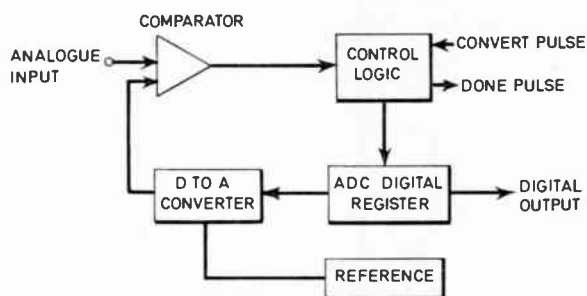 COMPARATOR
ANALOGUE
INPUT
CONTROL
LOGIC
CONVERT PULSE
DONE PULSE
D TO A
CONVERTER
ADC DIGITAL
REGISTER
DIGITAL
OUTPUT
REFERENCE